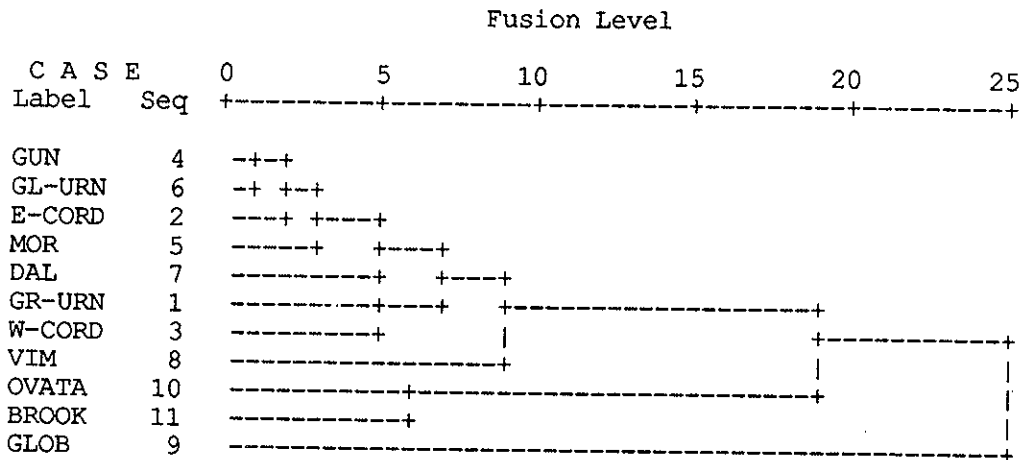 Fusion Level
C A S E 0 5 10 15 20 25
Label Seq +---------+---------+---------+---------+---------+
GUN 4
GL-URN 6
E-CORD 2
MOR 5
DAL 7
GR-URN 1
W-CORD 3
VIM 8
OVATA 10
BROOK 11
GLOB 9